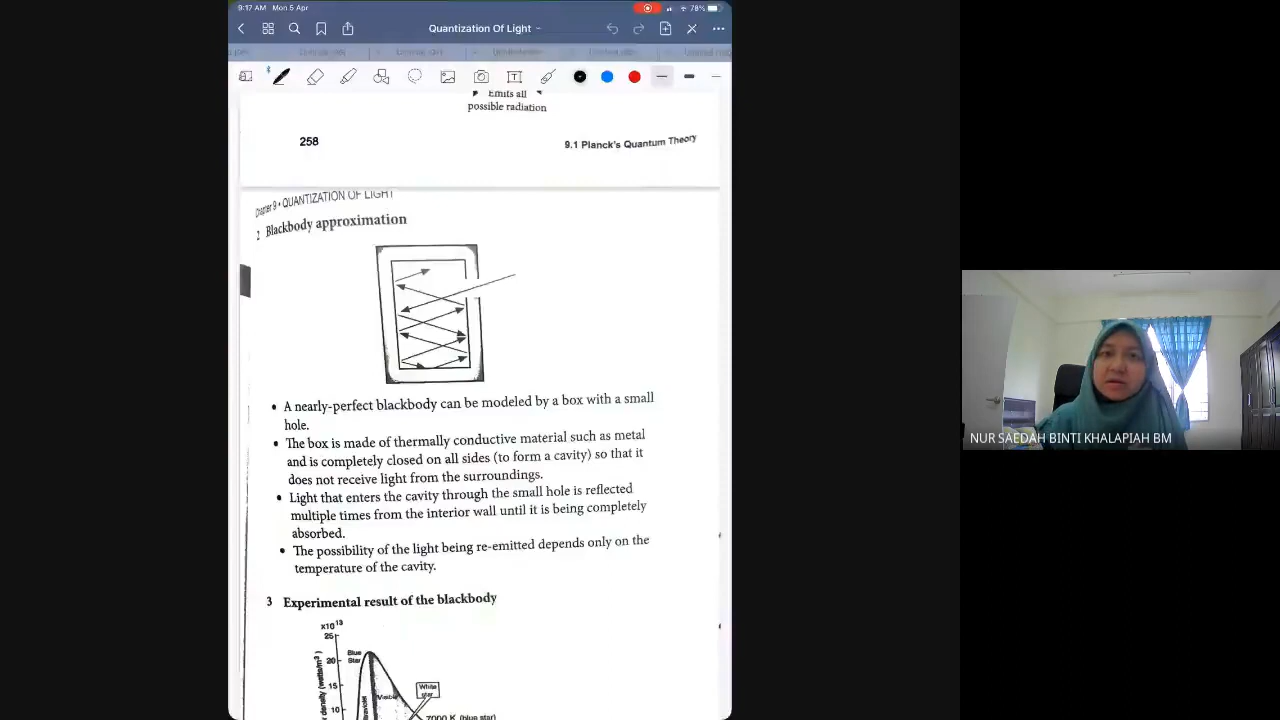 9:17 AM Mon 5 Apr
78%
Quantization Of Light
Emits all
possible radiation
258
9.1 Planck's Quantum Theory
Chapter 9 • QUANTIZATION OF LIGHT
2 Blackbody approximation
• A nearly-perfect blackbody can be modeled by a box with a small
hole.
• The box is made of thermally conductive material such as metal
and is completely closed on all sides (to form a cavity) so that it
does not receive light from the surroundings.
• Light that enters the cavity through the small hole is reflected
multiple times from the interior wall until it is being completely
absorbed.
• The possibility of the light being re-emitted depends only on the
temperature of the cavity.
3 Experimental result of the blackbody
x10 13
25
Blue
Star
20
15
10
density (watts/m3)
Visible
White
star
7000 K (blue star)
NUR SAEDAH BINTI KHALAPIAH BM